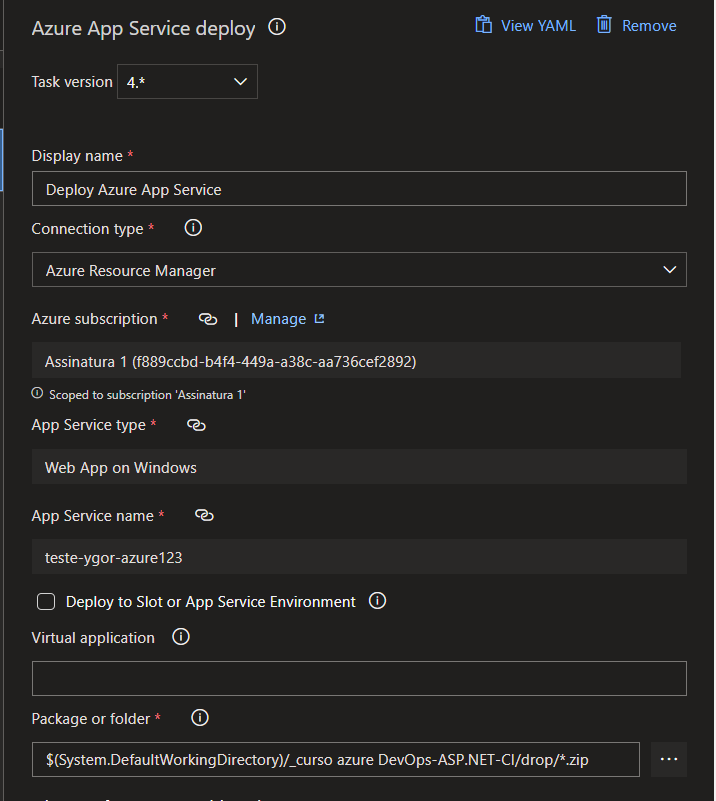 Azure App Service deploy
View YAML
Remove
Task version
4.*
Display name *
Deploy Azure App Service
Connection type *
Azure Resource Manager
Azure subscription *
| Manage
Assinatura 1 (f889ccbd-b4f4-449a-a38c-aa736cef2892)
Scoped to subscription 'Assinatura 1'
App Service type *
Web App on Windows
App Service name *
teste-ygor-azure123
Deploy to Slot or App Service Environment
Virtual application
Package or folder *
$(System.DefaultWorkingDirectory)/_curso azure DevOps-ASP.NET-CI/drop/*.zip
...